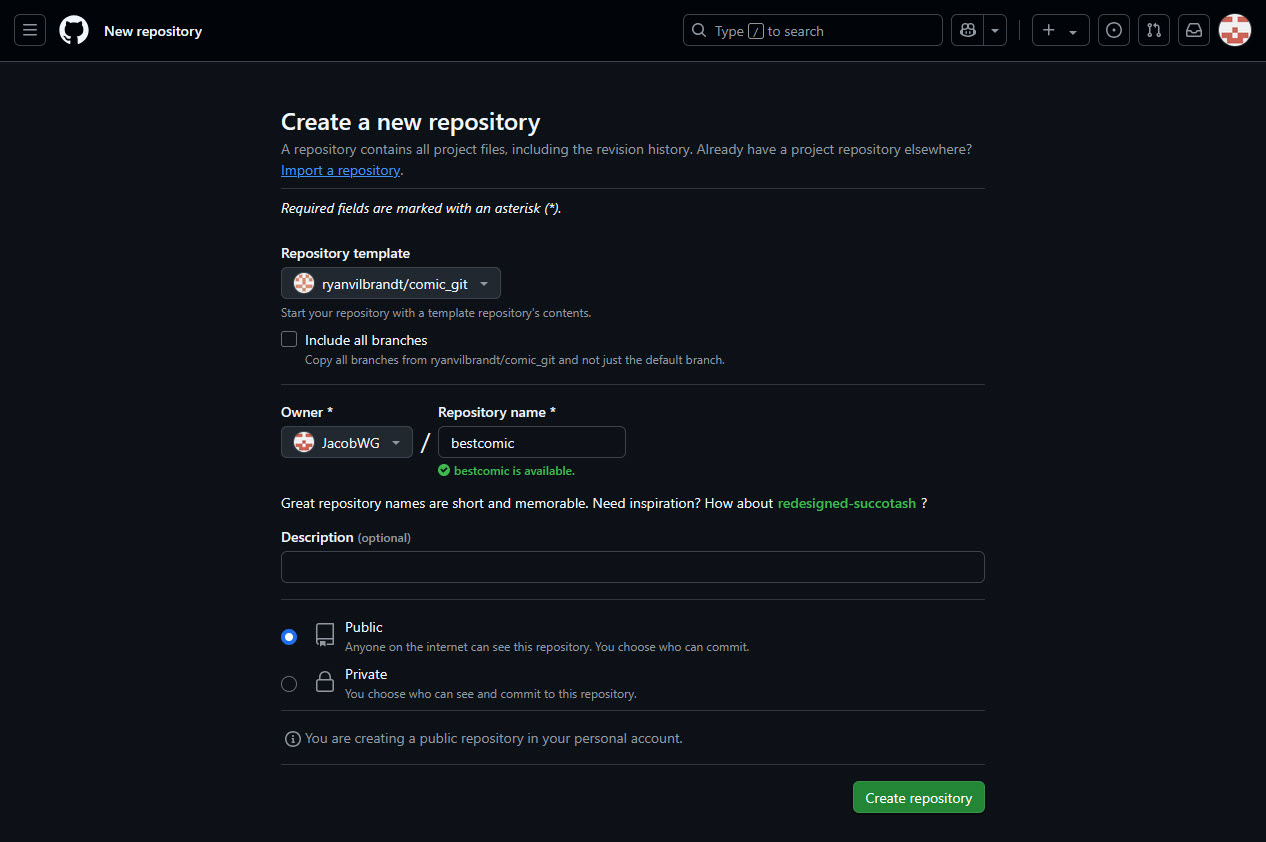 New repository
Type / to search
Create a new repository
A repository contains all project files, including the revision history. Already have a project repository elsewhere?
Import a repository.
Required fields are marked with an asterisk (*).
Repository template
ryanvilbrandt/comic_git
Start your repository with a template repository's contents.
Include all branches
Copy all branches from ryanvilbrandt/comic_git and not just the default branch.
Owner * Repository name *
JacobWG / bestcomic
bestcomic is available.
Great repository names are short and memorable. Need inspiration? How about redesigned-succotash ?
Description (optional)
Public
Anyone on the internet can see this repository. You choose who can commit.
Private
You choose who can see and commit to this repository.
You are creating a public repository in your personal account.
Create repository